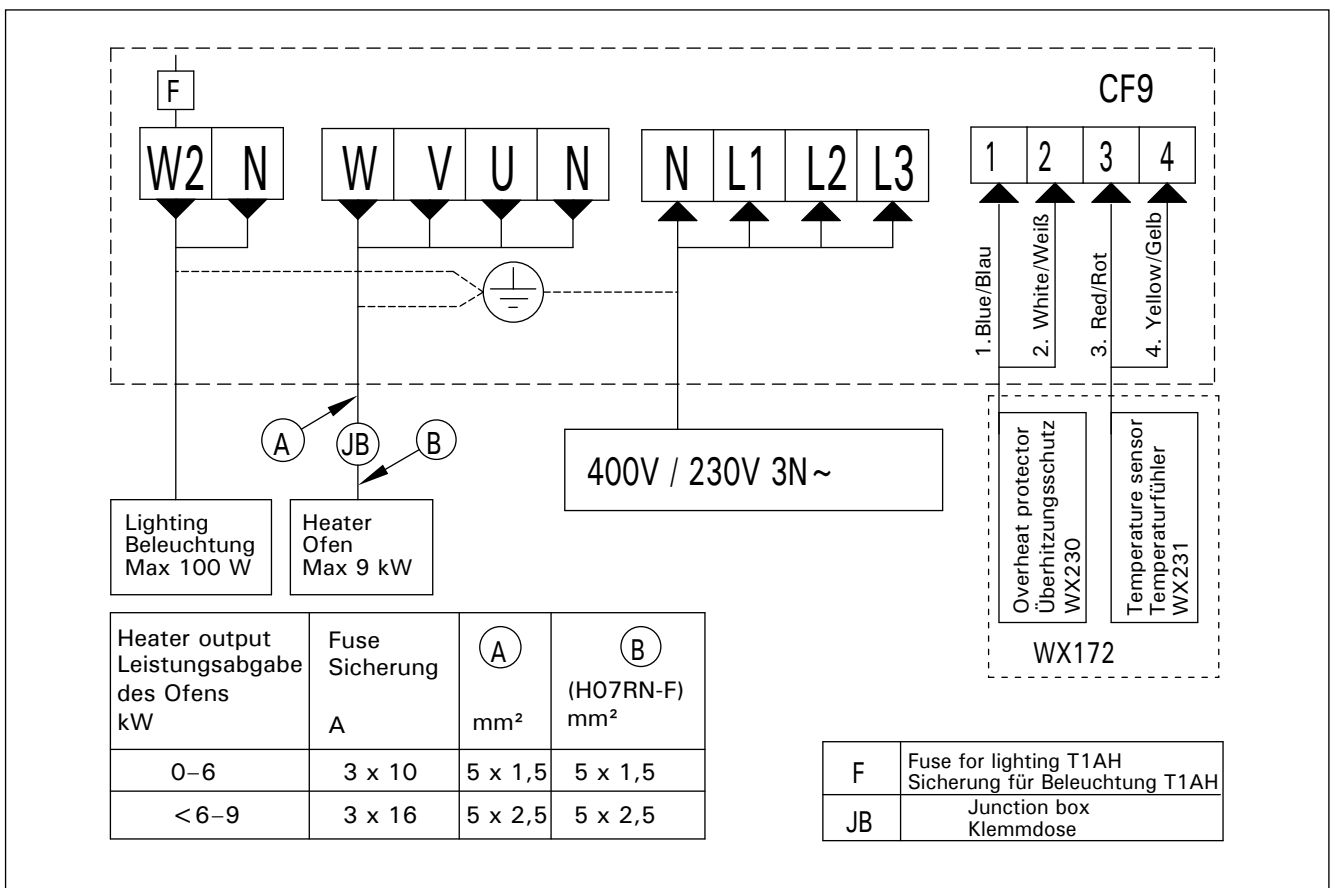 F
CF9
W2 N
W V U N
N L1 L2 L3
1 2 3 4
1.Blue/Blau
2. White/Weiß
3. Red/Rot
4. Yellow/Gelb
A
JB
B
400V / 230V 3N~
Lighting
Beleuchtung
Max 100 W
Heater
Ofen
Max 9 kW
Overheat protector
Überhitzungsschutz
WX230
Temperature sensor
Temperaturfühler
WX231
WX172
Heater output
Leistungsabgabe
des Ofens
kW
Fuse
Sicherung
A
A
mm²
B
(H07RN-F)
mm²
0–6 3 x 10 5 x 1,5 5 x 1,5
<6–9 3 x 16 5 x 2,5 5 x 2,5
F
Fuse for lighting T1AH
Sicherung für Beleuchtung T1AH
JB
Junction box
Klemmdose